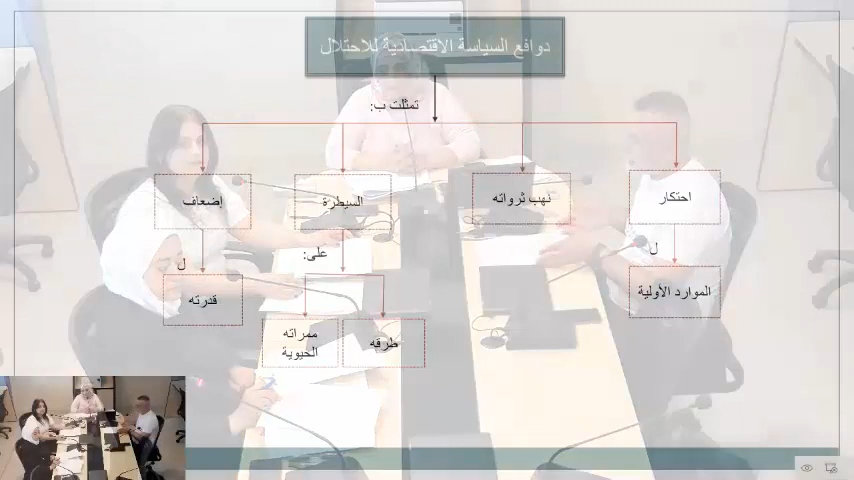 دوافع السياسة الاقتصادية للاحتلال
تمثلت ب:
احتكار
نهب ثرواته
السيطرة
إضعاف
ل
على:
ل
الموارد الأولية
قدرته
طرقه
ممراته
الحيوية